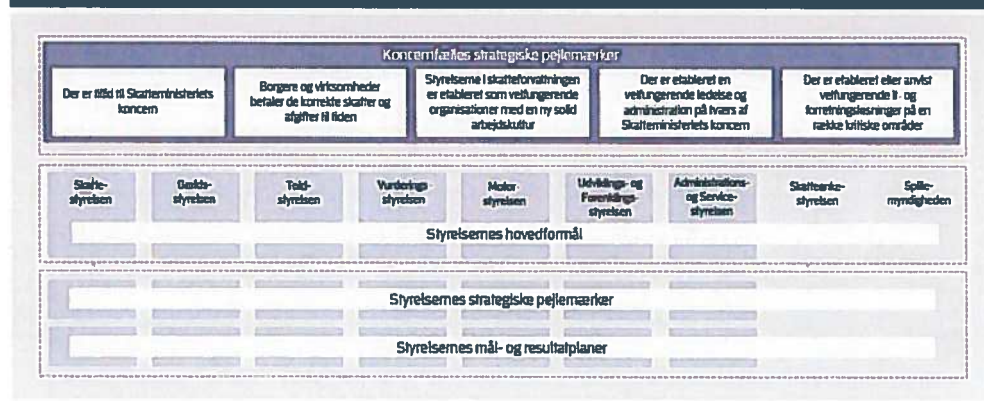 Koncernfælles strategiske pejlemærker
Der er tillid til Skatteministeriets
koncern
Borgere og virksomheder
betaler de korrekte skatter og
afgifter til tiden
Styrelserne i skatteforvaltningen
er etableret som velfungerende
organisationer med en ny solid
arbejdskultur
Der er etableret en
velfungerende ledelse og
administration på tværs af
Skatteministeriets koncern
Der er etableret eller anvist
velfungerende it- og
forretningsløsninger på en
række kritiske områder
Skatte-
styrelsen
Gælds-
styrelsen
Told-
styrelsen
Vurderings-
styrelsen
Motor-
styrelsen
Udviklings- og
Forenklings-
styrelsen
Administrations-
og Service-
styrelsen
Skatteanke-
styrelsen
Spille-
myndigheden
Styrelsernes hovedformål
Styrelsernes strategiske pejlemærker
Styrelsernes mål- og resultatplaner